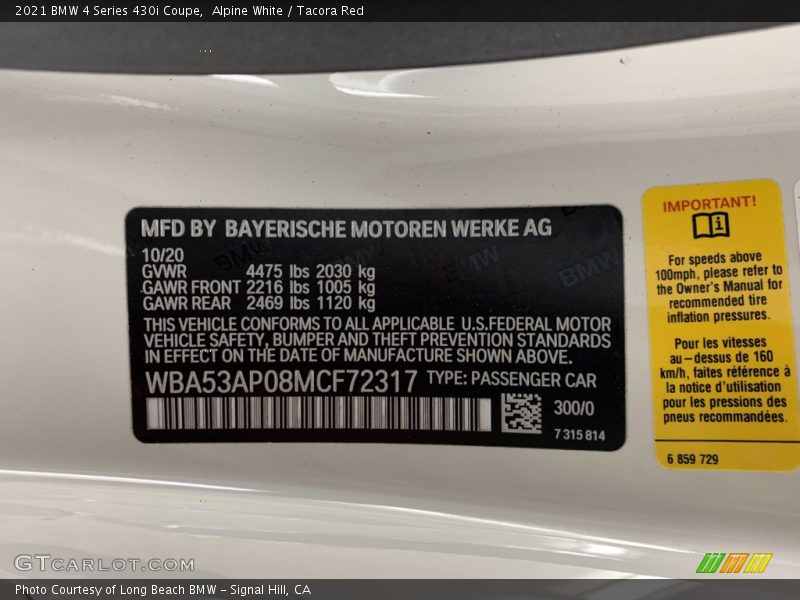 2021 BMW 4 Series 430i Coupe,  Alpine White / Tacora Red
MFD BY BAYERISCHE MOTOREN WERKE AG
10/20
GVWR 4475 lbs 2030 kg
GAWR FRONT 2216 lbs 1005 kg
GAWR REAR 2469 lbs 1120 kg
THIS VEHICLE CONFORMS TO ALL APPLICABLE U.S.FEDERAL MOTOR
VEHICLE SAFETY, BUMPER AND THEFT PREVENTION STANDARDS
IN EFFECT ON THE DATE OF MANUFACTURE SHOWN ABOVE.
WBA53AP08MCF72317 TYPE: PASSENGER CAR
300/0
7 315 814
BMW
BMW
BMW
BMW
IMPORTANT!
i
For speeds above
100mph, please refer to
the Owner's Manual for
recommended tire
inflation pressures.
Pour les vitesses
au-dessus de 160
km/h, faites référence à
la notice d'utilisation
pour les pressions des
pneus recommandées.
6 859 729
GTCARLOT.COM
Photo Courtesy of Long Beach BMW - Signal Hill, CA